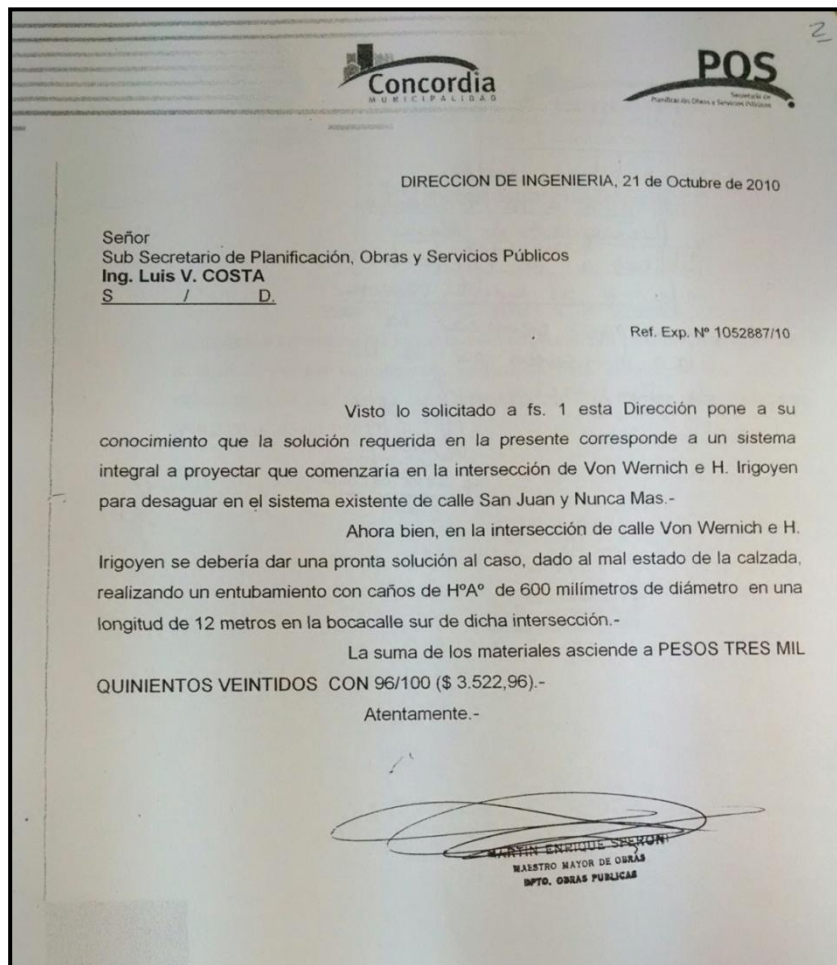 2
Concordia
MUNICIPALIDAD
POS
Secretaría de
Planificación Obras y Servicios Públicos
DIRECCION DE INGENIERIA, 21 de Octubre de 2010
Señor
Sub Secretario de Planificación, Obras y Servicios Públicos
Ing. Luis V. COSTA
S / D.
Ref. Exp. Nº 1052887/10
Visto lo solicitado a fs. 1 esta Dirección pone a su
conocimiento que la solución requerida en la presente corresponde a un sistema
integral a proyectar que comenzaría en la intersección de Von Wernich e H. Irigoyen
para desaguar en el sistema existente de calle San Juan y Nunca Mas.-
Ahora bien, en la intersección de calle Von Wernich e H.
Irigoyen se debería dar una pronta solución al caso, dado al mal estado de la calzada,
realizando un entubamiento con caños de HºAº de 600 milímetros de diámetro en una
longitud de 12 metros en la bocacalle sur de dicha intersección.-
La suma de los materiales asciende a PESOS TRES MIL
QUINIENTOS VEINTIDOS CON 96/100 ($ 3.522,96).-
Atentamente.-
MARTIN ENRIQUE SPERONI
MAESTRO MAYOR DE OBRAS
DPTO. OBRAS PUBLICAS